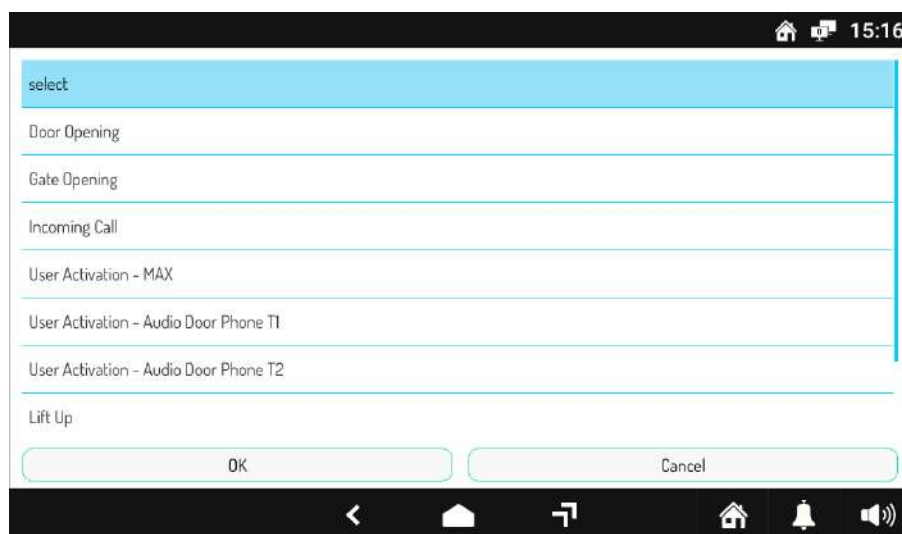 15:16
select
Door Opening
Gate Opening
Incoming Call
User Activation - MAX
User Activation - Audio Door Phone T1
User Activation - Audio Door Phone T2
Lift Up
OK Cancel